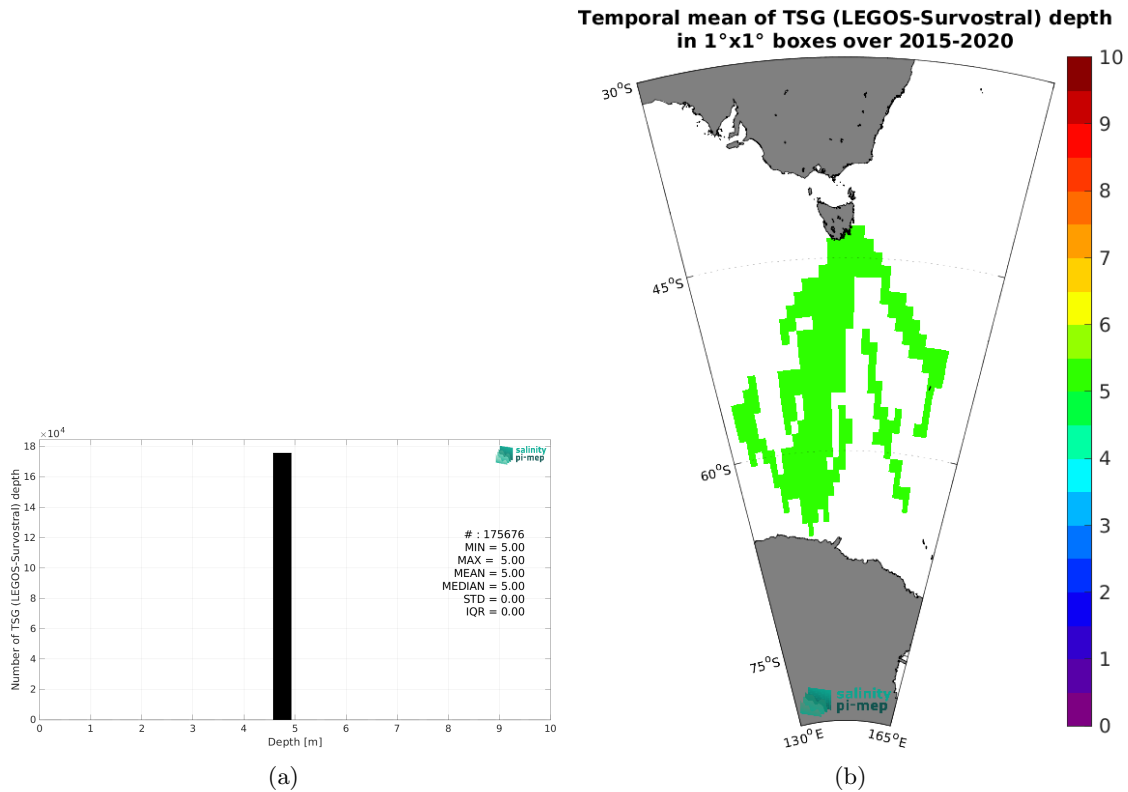 ×10⁴
18
16
14
12
10
8
6
4
2
0
Number of TSG (LEGOS-Survostral) depth
salinity
pi-mep
# : 175676
MIN = 5.00
MAX = 5.00
MEAN = 5.00
MEDIAN = 5.00
STD = 0.00
IQR = 0.00
0 1 2 3 4 5 6 7 8 9 10
Depth [m]
(a)
Temporal mean of TSG (LEGOS-Survostral) depth
in 1°x1° boxes over 2015-2020
30°S
45°S
60°S
75°S
130°E
165°E
salinity
pi-mep
10
9
8
7
6
5
4
3
2
1
0
(b)